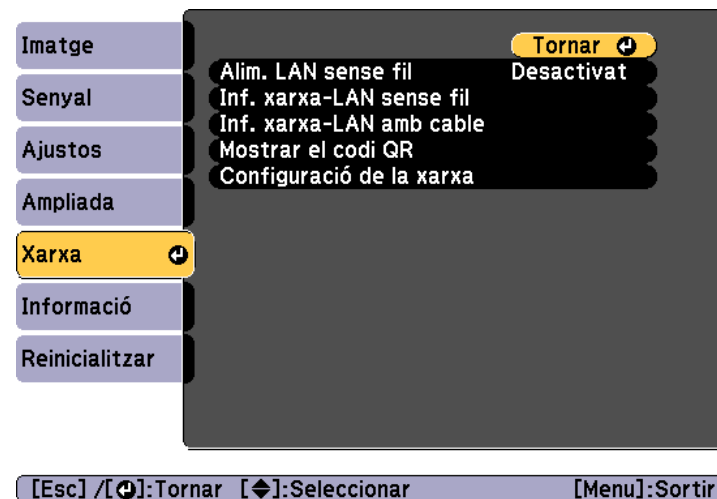 Imatge
Senyal
Ajustos
Ampliada
Xarxa
Informació
Reinicialitzar
Tornar
Alim. LAN sense fil Desactivat
Inf. xarxa-LAN sense fil
Inf. xarxa-LAN amb cable
Mostrar el codi QR
Configuració de la xarxa
[Esc] /[⏎]:Tornar [◆]:Seleccionar [Menu]:Sortir